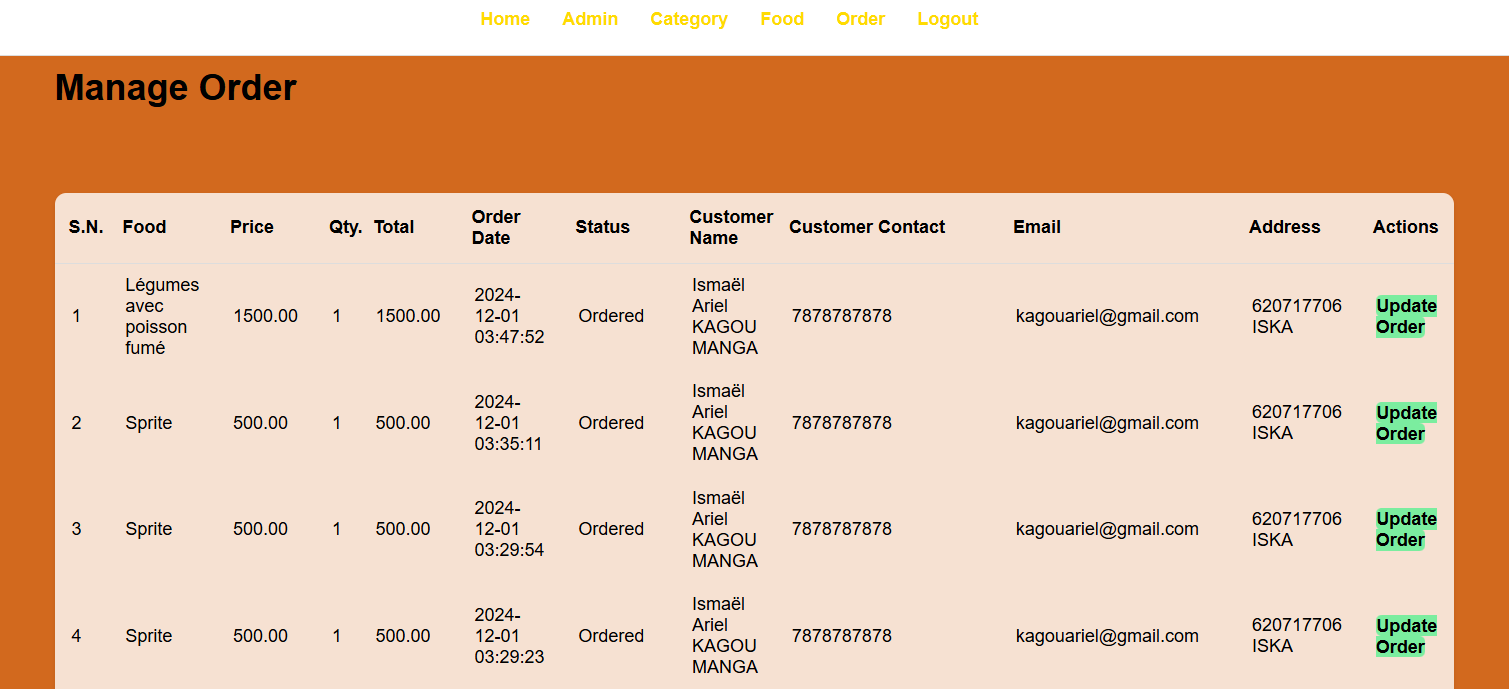 Home Admin Category Food Order Logout
Manage Order
S.N. Food Price Qty. Total Order Date Status Customer Name Customer Contact Email Address Actions
1 Légumes avec poisson fumé 1500.00 1 1500.00 2024-12-01 03:47:52 Ordered Ismaël Ariel KAGOU MANGA 7878787878 kagouariel@gmail.com 620717706 ISKA Update Order
2 Sprite 500.00 1 500.00 2024-12-01 03:35:11 Ordered Ismaël Ariel KAGOU MANGA 7878787878 kagouariel@gmail.com 620717706 ISKA Update Order
3 Sprite 500.00 1 500.00 2024-12-01 03:29:54 Ordered Ismaël Ariel KAGOU MANGA 7878787878 kagouariel@gmail.com 620717706 ISKA Update Order
4 Sprite 500.00 1 500.00 2024-12-01 03:29:23 Ordered Ismaël Ariel KAGOU MANGA 7878787878 kagouariel@gmail.com 620717706 ISKA Update Order